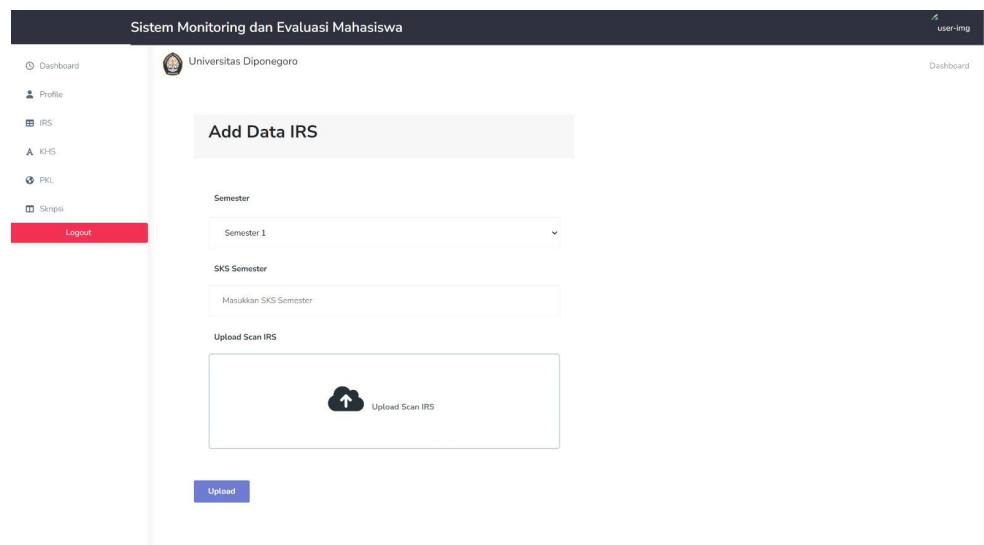 Sistem Monitoring dan Evaluasi Mahasiswa
user-img
Dashboard
Profile
IRS
KHS
PKL
Skripsi
Logout
Universitas Diponegoro
Dashboard
Add Data IRS
Semester
Semester 1
SKS Semester
Masukkan SKS Semester
Upload Scan IRS
Upload Scan IRS
Upload